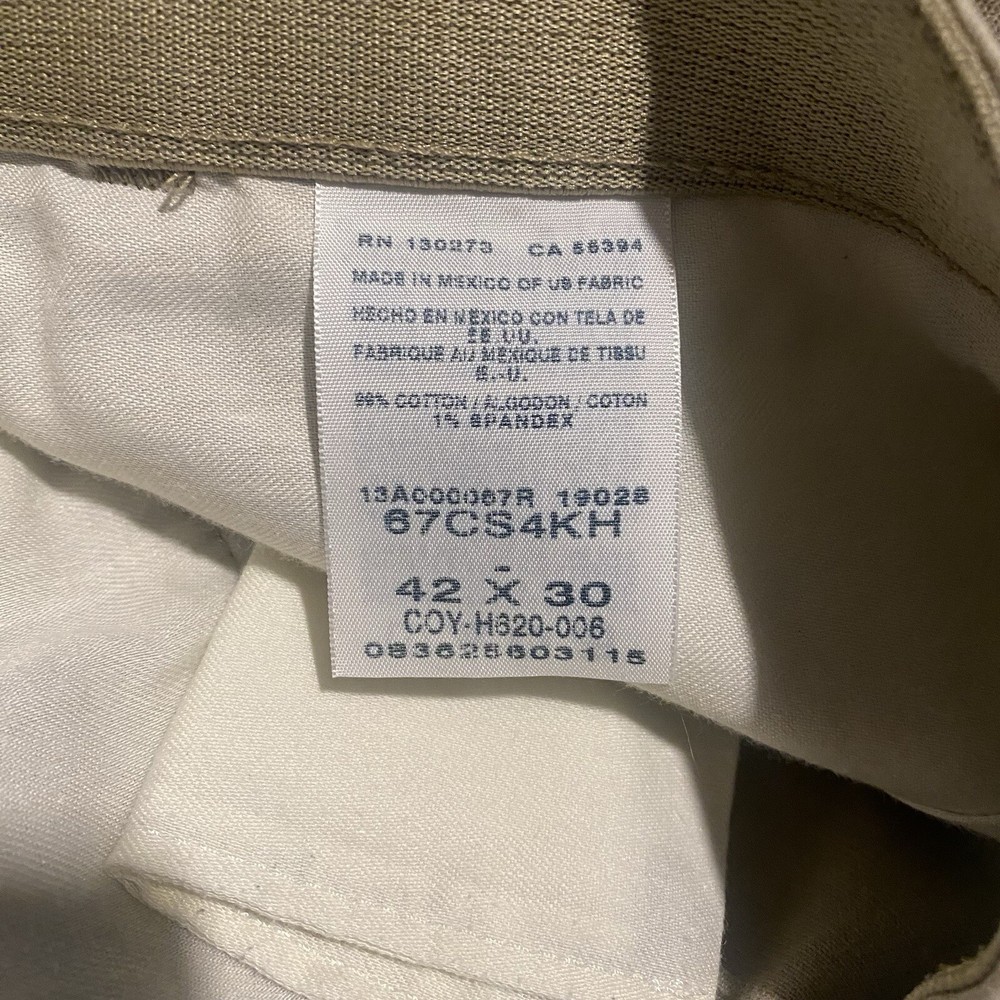 RN 130273 CA 56394
MADE IN MEXICO OF US FABRIC
HECHO EN MEXICO CON TELA DE
EE.UU.
FABRIQUE AU MEXIQUE DE TISSU
E.-U.
99% COTTON / ALGODON / COTON
1% SPANDEX
13A000067R 19028
67CS4KH
-
42 X 30
COY-H620-006
083625603115